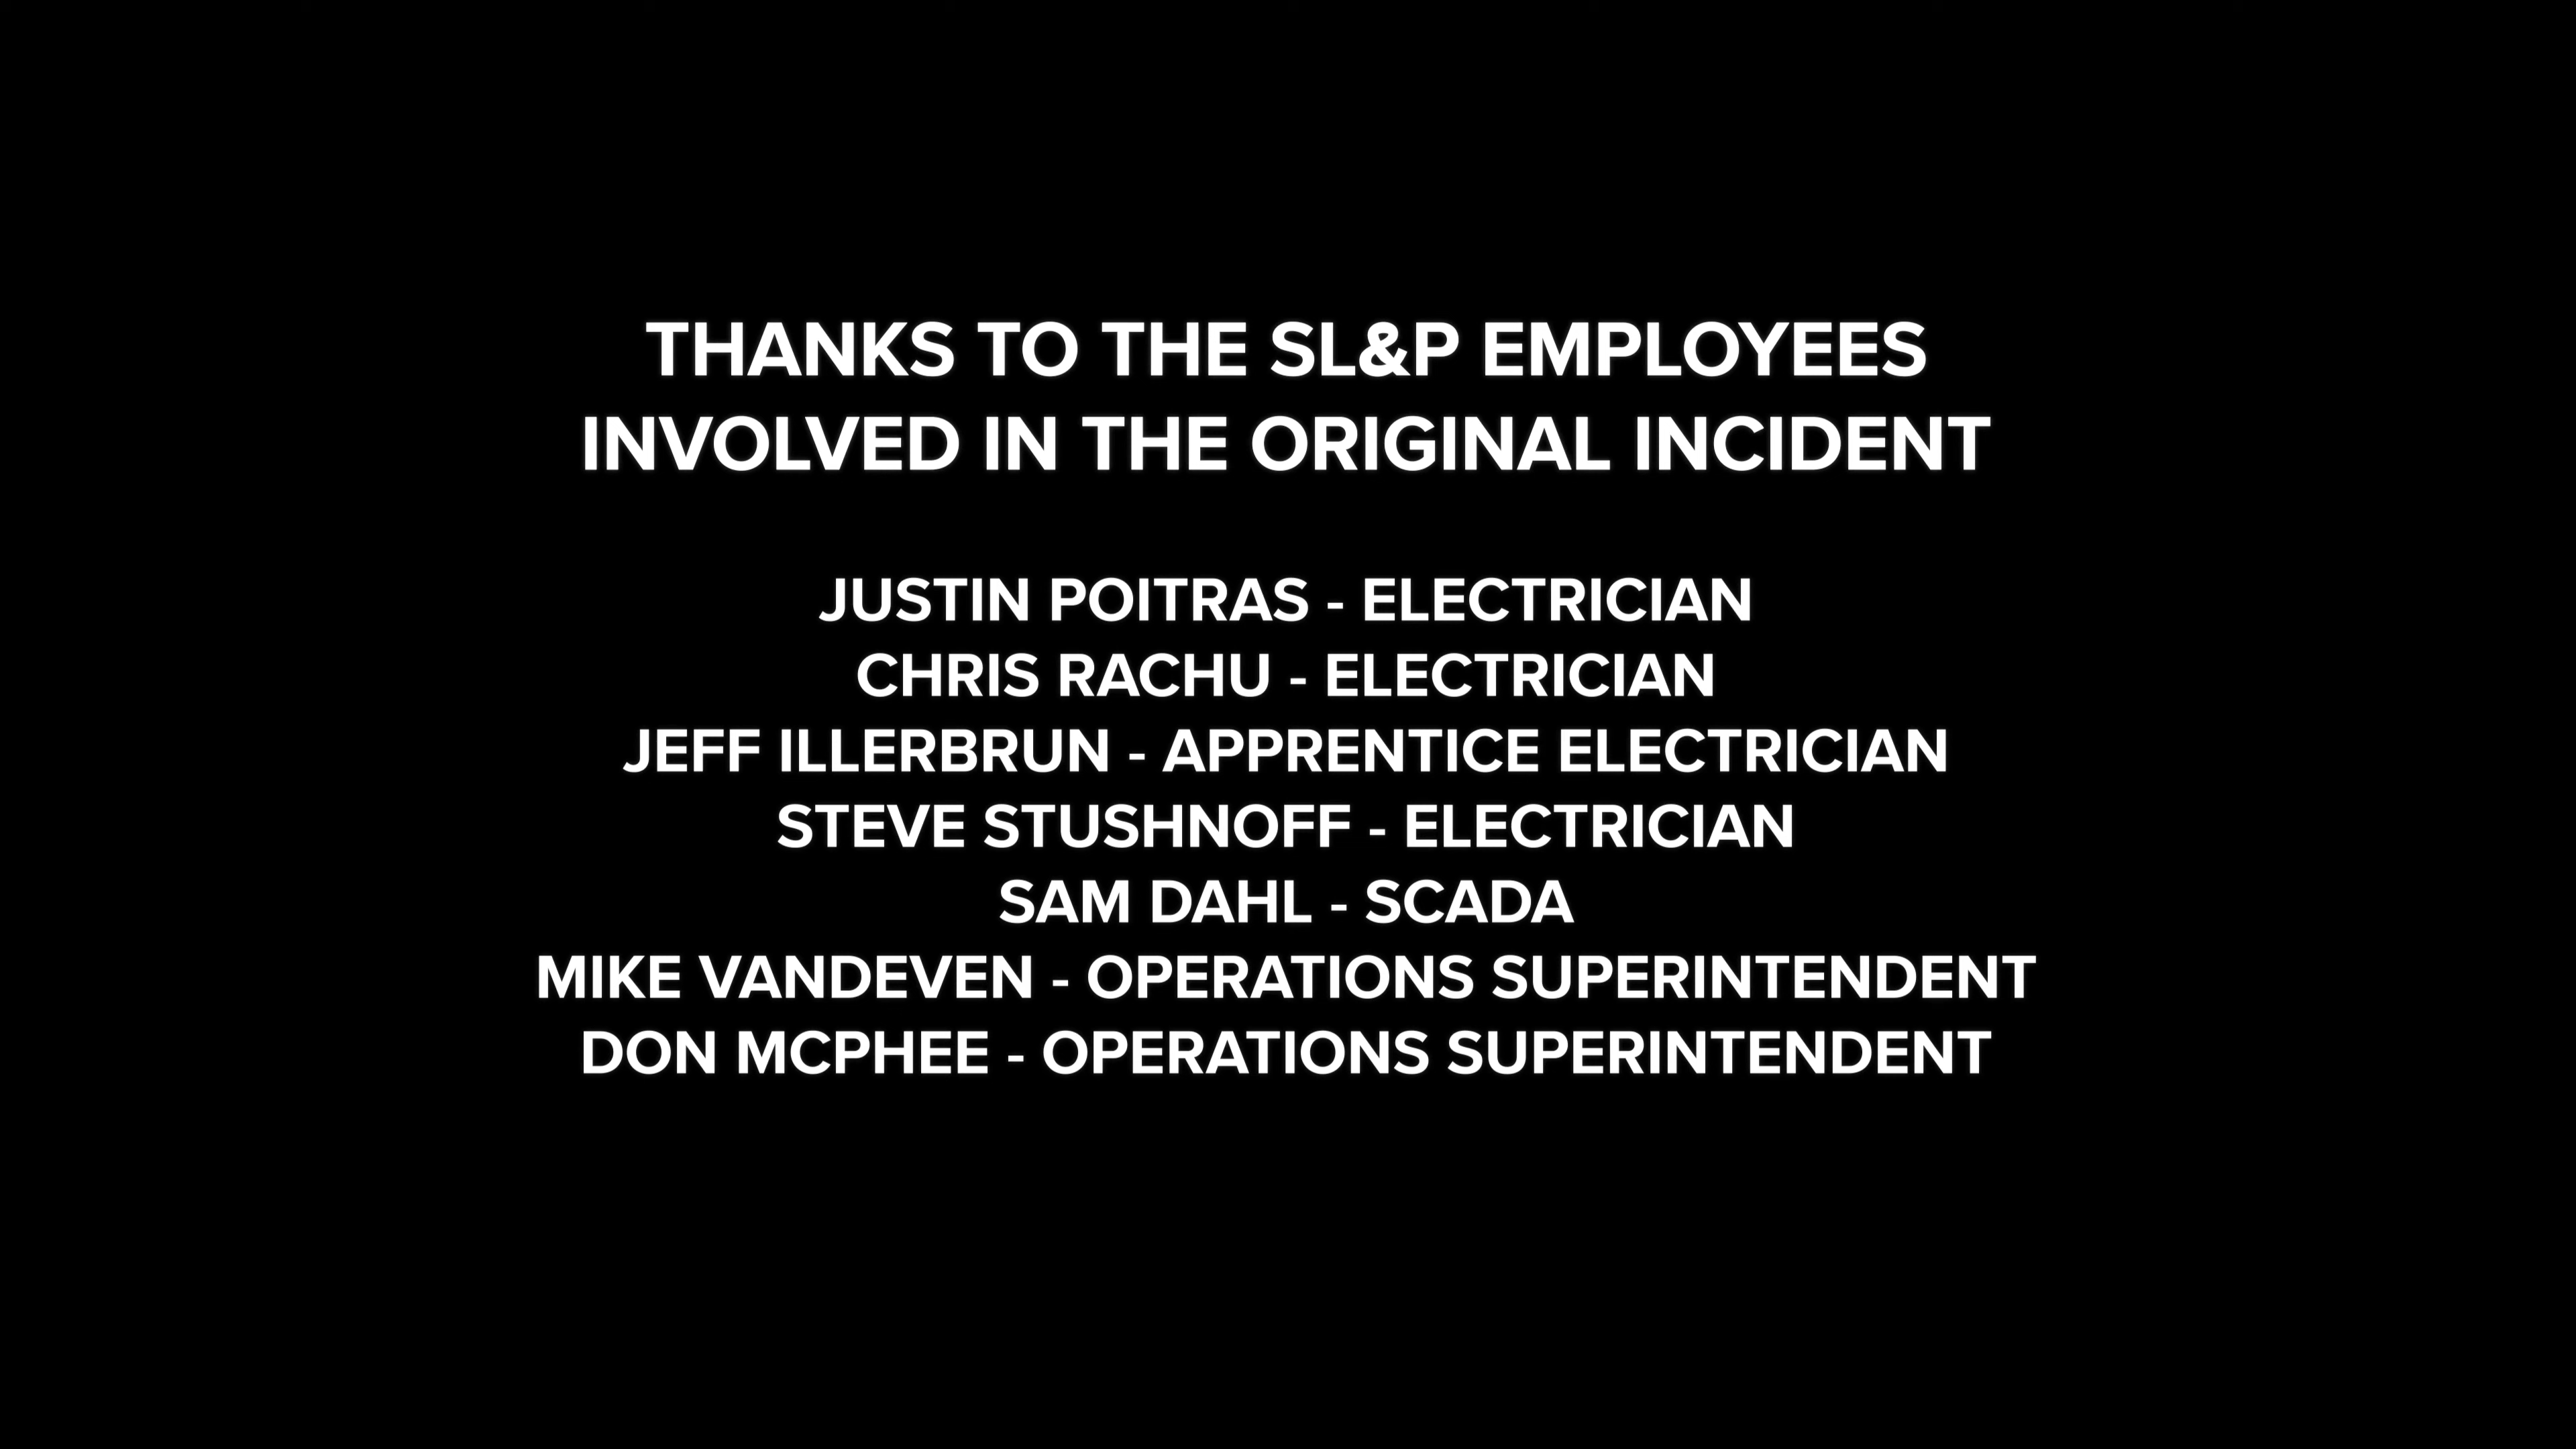 THANKS TO THE SL&P EMPLOYEES
INVOLVED IN THE ORIGINAL INCIDENT
JUSTIN POITRAS - ELECTRICIAN
CHRIS RACHU - ELECTRICIAN
JEFF ILLERBRUN - APPRENTICE ELECTRICIAN
STEVE STUSHNOFF - ELECTRICIAN
SAM DAHL - SCADA
MIKE VANDEVEN - OPERATIONS SUPERINTENDENT
DON MCPHEE - OPERATIONS SUPERINTENDENT